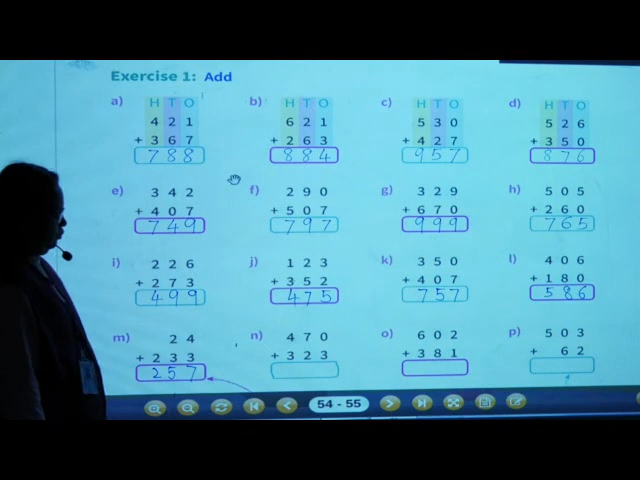 Exercise 1: Add
a) H T O b) H T O c) H T O d) H T O
4 2 1 6 2 1 5 3 0 5 2 6
+ 3 6 7 + 2 6 3 + 4 2 7 + 3 5 0
7 8 8 8 8 4 9 5 7 8 7 6
e) 3 4 2 f) 2 9 0 g) 3 2 9 h) 5 0 5
+ 4 0 7 + 5 0 7 + 6 7 0 + 2 6 0
7 4 9 7 9 7 9 9 9 7 6 5
i) 2 2 6 j) 1 2 3 k) 3 5 0 l) 4 0 6
+ 2 7 3 + 3 5 2 + 4 0 7 + 1 8 0
4 9 9 4 7 5 7 5 7 5 8 6
m) 2 4 n) 4 7 0 o) 6 0 2 p) 5 0 3
+ 2 3 3 + 3 2 3 + 3 8 1 + 6 2
2 5 7
54 - 55